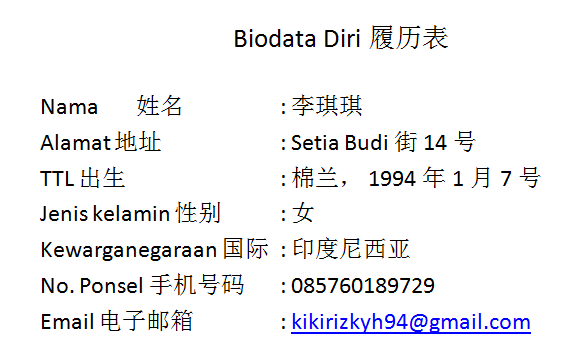 Biodata Diri 履历表
Nama 姓名 : 李琪琪
Alamat 地址 : Setia Budi 街 14 号
TTL 出生 : 棉兰， 1994 年 1 月 7 号
Jenis kelamin 性别 : 女
Kewarganegaraan 国际 : 印度尼西亚
No. Ponsel 手机号码 : 085760189729
Email 电子邮箱 : kikirizkyh94@gmail.com